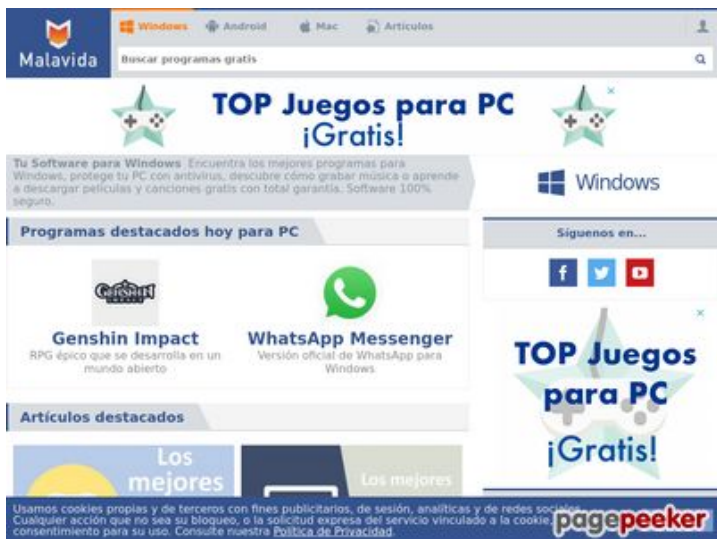 Windows Android Mac Artículos
Malavida
Buscar programas gratis
TOP Juegos para PC
¡Gratis!
Tu Software para Windows Encuentra los mejores programas para
Windows, protege tu PC con antivirus, descubre cómo grabar música o aprende
a descargar películas y canciones gratis con total garantía. Software 100%
seguro.
Windows
Programas destacados hoy para PC
Síguenos en...
GENSHIN IMPACT
Genshin Impact
RPG épico que se desarrolla en un
mundo abierto
WhatsApp Messenger
Versión oficial de WhatsApp para
Windows
TOP Juegos
para PC
¡Gratis!
Artículos destacados
Los
mejores
Los mejores
Usamos cookies propias y de terceros con fines publicitarios, de sesión, analíticas y de redes sociales.
Cualquier acción que no sea su bloqueo, o la solicitud expresa del servicio vinculado a la cookie,
consentimiento para su uso. Consulte nuestra Política de Privacidad.
pagepeeker